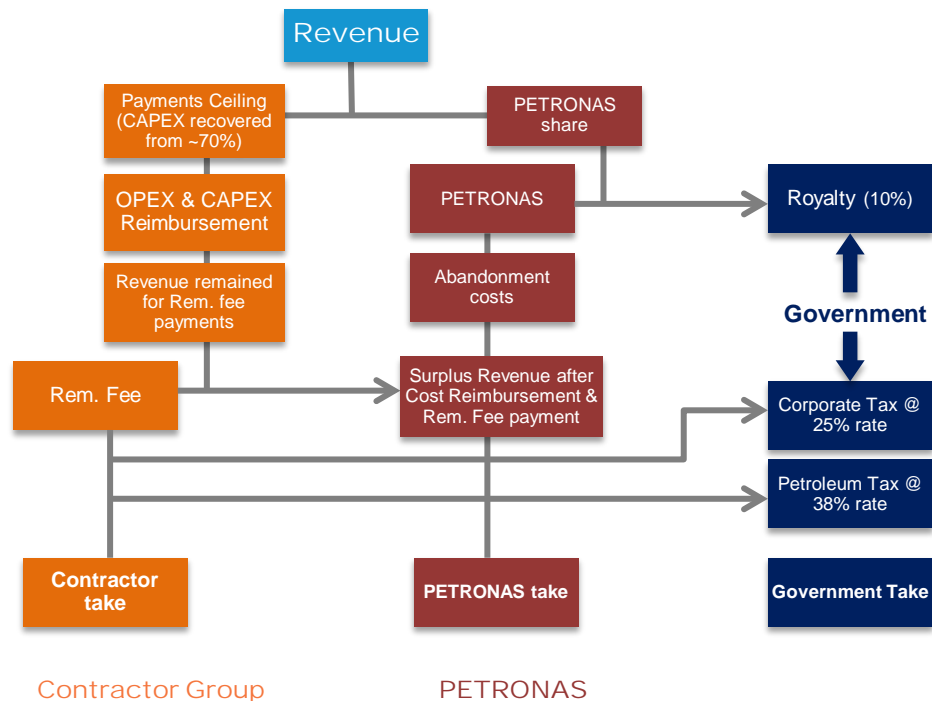 Revenue
Payments Ceiling
(CAPEX recovered
from ~70%)
PETRONAS
share
OPEX & CAPEX
Reimbursement
PETRONAS
Royalty (10%)
Revenue remained
for Rem. fee
payments
Abandonment
costs
Government
Rem. Fee
Surplus Revenue after
Cost Reimbursement &
Rem. Fee payment
Corporate Tax @
25% rate
Petroleum Tax @
38% rate
Contractor
take
PETRONAS take
Government Take
Contractor Group
PETRONAS